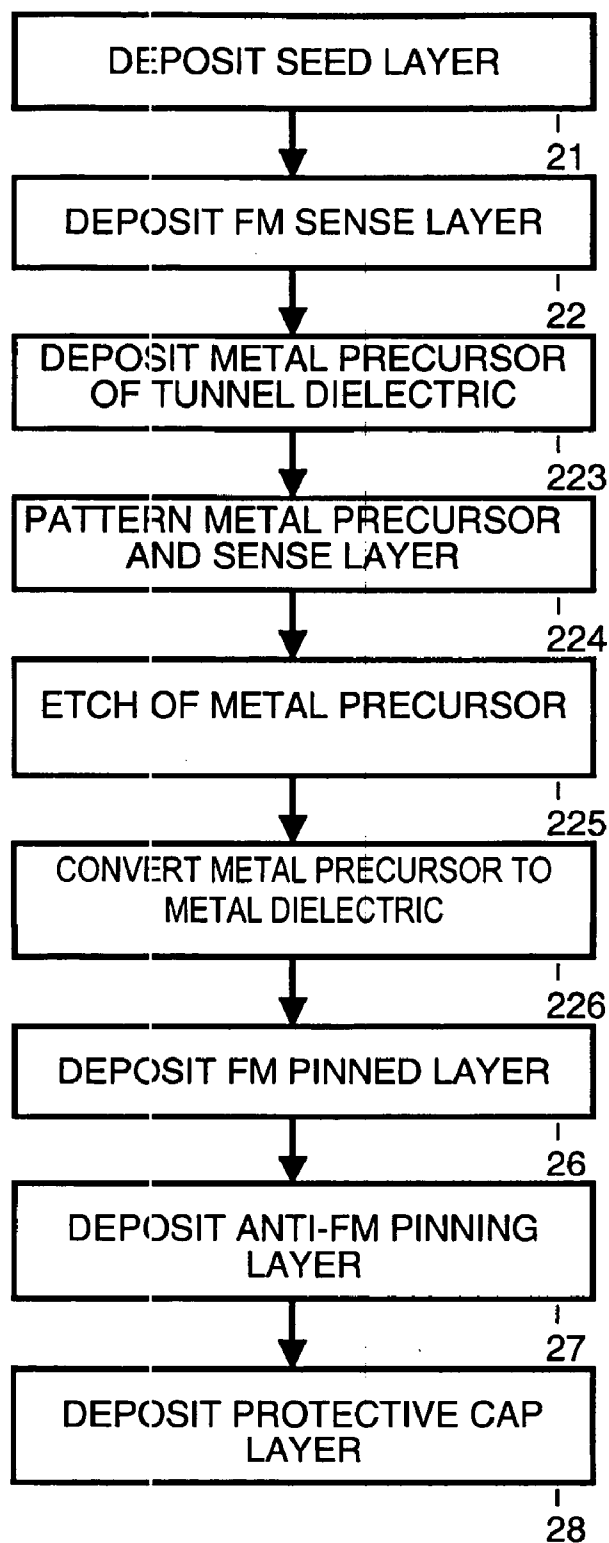 DEPOSIT SEED LAYER
21
DEPOSIT FM SENSE LAYER
22
DEPOSIT METAL PRECURSOR
OF TUNNEL DIELECTRIC
223
PATTERN METAL PRECURSOR
AND SENSE LAYER
224
ETCH OF METAL PRECURSOR
225
CONVERT METAL PRECURSOR TO
METAL DIELECTRIC
226
DEPOSIT FM PINNED LAYER
26
DEPOSIT ANTI-FM PINNING
LAYER
27
DEPOSIT PROTECTIVE CAP
LAYER
28